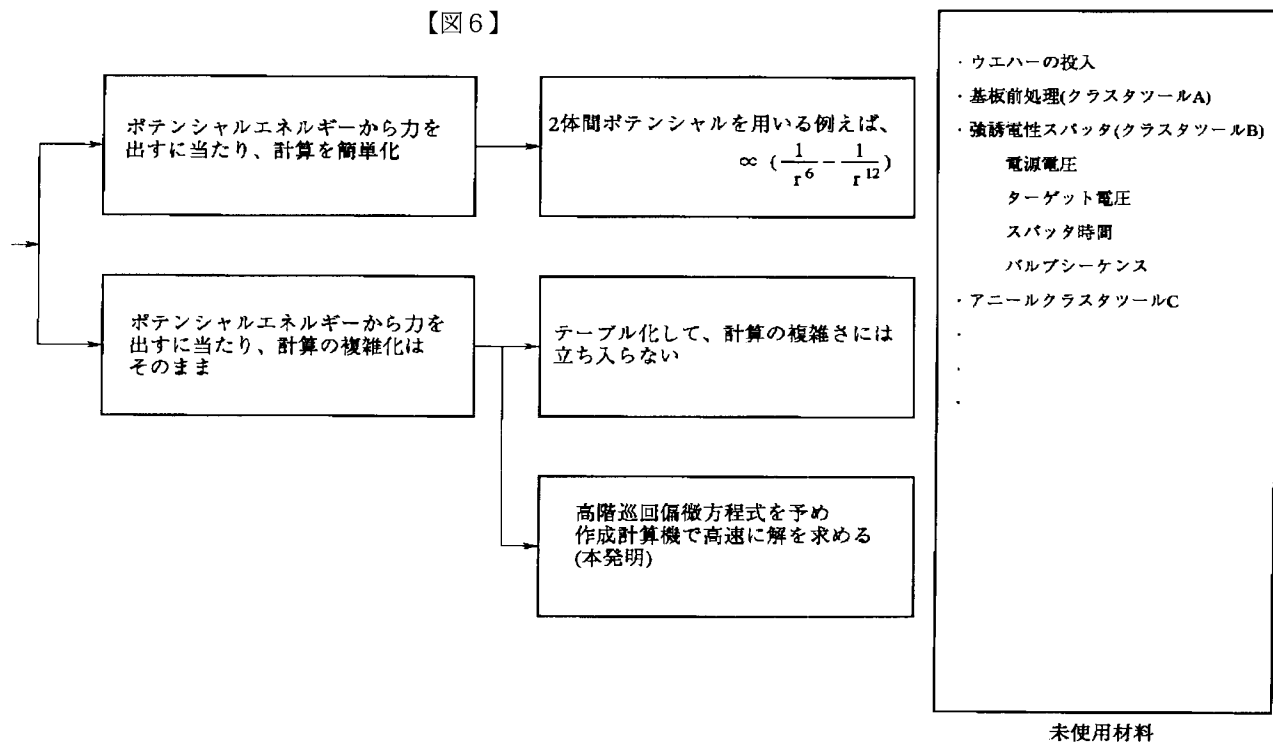 【図6】
ポテンシャルエネルギーから力を
出すに当たり、計算を簡単化
2体間ポテンシャルを用いる例えば、
∝ (1/r^6 − 1/r^12)
ポテンシャルエネルギーから力を
出すに当たり、計算の複雑化は
そのまま
テーブル化して、計算の複雑さには
立ち入らない
高階巡回偏微方程式を予め
作成計算機で高速に解を求める
(本発明)
・ウエハーの投入
・基板前処理(クラスタツールA)
・強誘電性スパッタ(クラスタツールB)
電源電圧
ターゲット電圧
スパッタ時間
バルブシーケンス
・アニールクラスタツールC
・
・
・
未使用材料